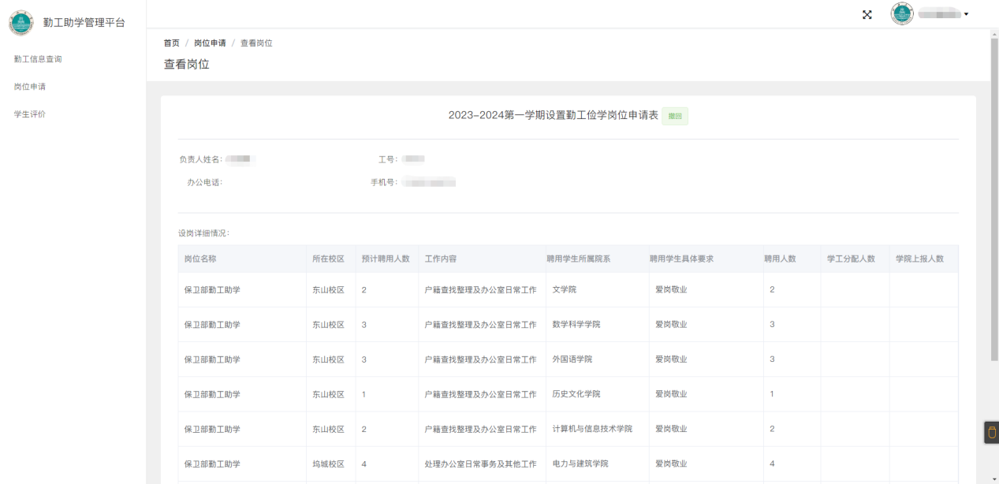 勤工助学管理平台
勤工信息查询
岗位申请
学生评价
首页 / 岗位申请 / 查看岗位
查看岗位
2023-2024第一学期设置勤工位学岗位申请表 撤回
负责人姓名: 工号:
办公电话: 手机号:
设岗详细情况:
岗位名称 所在校区 预计聘用人数 工作内容 聘用学生所属院系 聘用学生具体要求 聘用人数 学工分配人数 学院上报人数
保卫部勤工助学 东山校区 2 户籍查找整理及办公室日常工作 文学院 爱岗敬业 2
保卫部勤工助学 东山校区 3 户籍查找整理及办公室日常工作 数学科学学院 爱岗敬业 3
保卫部勤工助学 东山校区 3 户籍查找整理及办公室日常工作 外国语学院 爱岗敬业 3
保卫部勤工助学 东山校区 1 户籍查找整理及办公室日常工作 历史文化学院 爱岗敬业 1
保卫部勤工助学 东山校区 2 户籍查找整理及办公室日常工作 计算机与信息技术学院 爱岗敬业 2
保卫部勤工助学 坞城校区 4 处理办公室日常事务及其他工作 电力与建筑学院 爱岗敬业 4